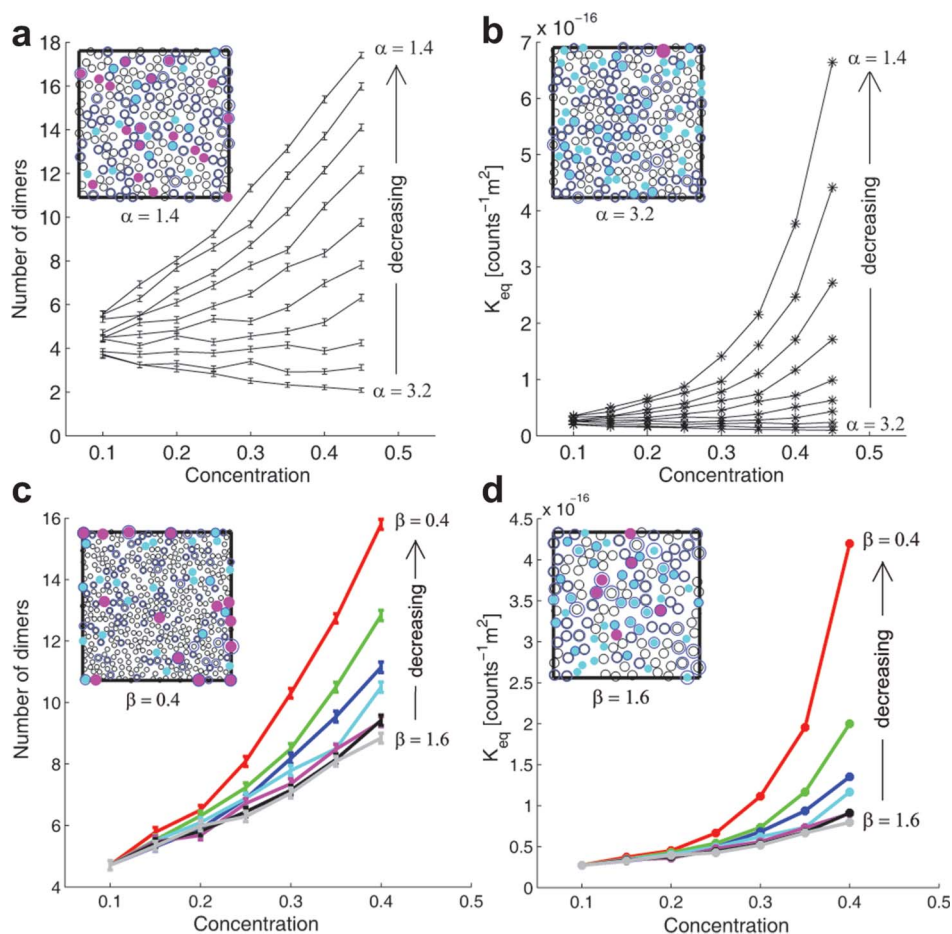 a
18
16
14
12
10
8
6
4
2
0
Number of dimers
0.1 0.2 0.3 0.4 0.5
Concentration
α = 1.4
α = 1.4
decreasing
α = 3.2
b
× 10⁻¹⁶
7
6
5
4
3
2
1
0
K_eq [counts⁻¹m²]
0.1 0.2 0.3 0.4 0.5
Concentration
α = 3.2
α = 1.4
decreasing
α = 3.2
c
16
14
12
10
8
6
4
Number of dimers
0.1 0.2 0.3 0.4 0.5
Concentration
β = 0.4
β = 0.4
decreasing
β = 1.6
d
× 10⁻¹⁶
4.5
4
3.5
3
2.5
2
1.5
1
0.5
0
K_eq [counts⁻¹m²]
0.1 0.2 0.3 0.4 0.5
Concentration
β = 1.6
β = 0.4
decreasing
β = 1.6